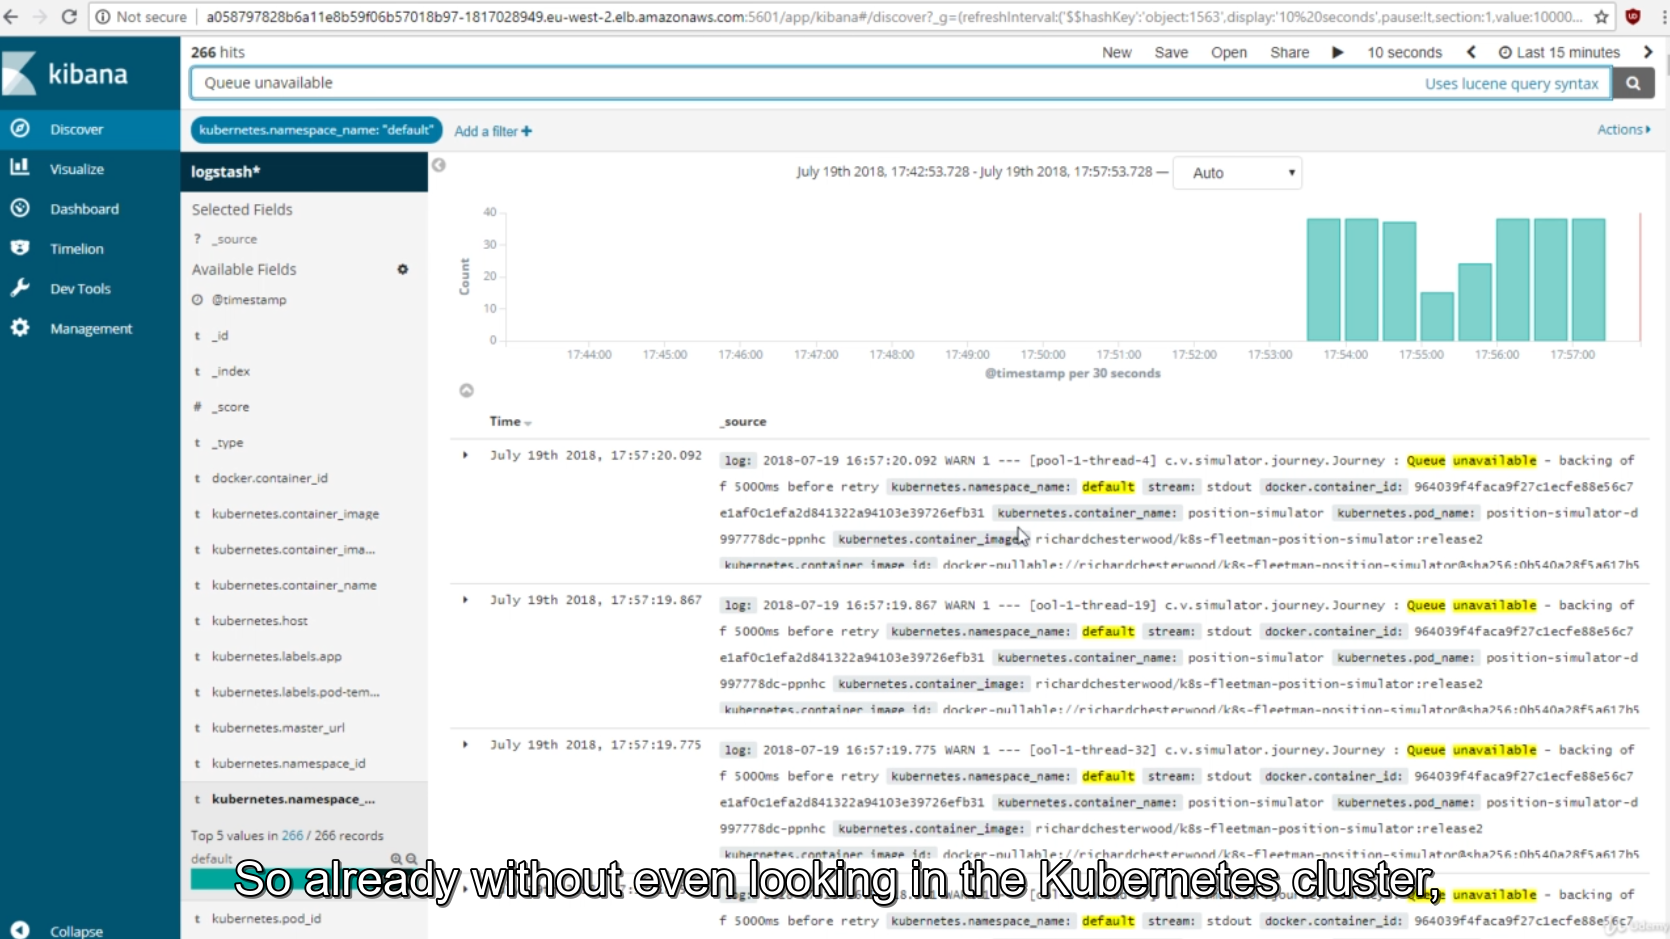 Not secure | a058797828b6a11e8b59f06b57018b97-1817028949.eu-west-2.elb.amazonaws.com:5601/app/kibana#/discover?_g=(refreshInterval:('$$hashKey':'object:1563',display:'10%20seconds',pause:!t,section:1,value:10000...
kibana
266 hits
New Save Open Share 10 seconds Last 15 minutes
Queue unavailable
Uses lucene query syntax
kubernetes.namespace_name: "default"
Add a filter +
Actions
Discover
Visualize
Dashboard
Timelion
Dev Tools
Management
Collapse
logstash*
Selected Fields
? _source
Available Fields
@timestamp
t _id
t _index
# _score
t _type
t docker.container_id
t kubernetes.container_image
t kubernetes.container_ima...
t kubernetes.container_name
t kubernetes.host
t kubernetes.labels.app
t kubernetes.labels.pod-tem...
t kubernetes.master_url
t kubernetes.namespace_id
t kubernetes.namespace_...
Top 5 values in 266 / 266 records
default
t kubernetes.pod_id
July 19th 2018, 17:42:53.728 - July 19th 2018, 17:57:53.728 —
Auto
Count
40
30
20
10
0
17:44:00 17:45:00 17:46:00 17:47:00 17:48:00 17:49:00 17:50:00 17:51:00 17:52:00 17:53:00 17:54:00 17:55:00 17:56:00 17:57:00
@timestamp per 30 seconds
Time _source
July 19th 2018, 17:57:20.092
log: 2018-07-19 16:57:20.092 WARN 1 --- [pool-1-thread-4] c.v.simulator.journey.Journey : Queue unavailable - backing of
f 5000ms before retry kubernetes.namespace_name: default stream: stdout docker.container_id: 964039f4faca9f27c1ecfe88e56c7
e1af0c1efa2d841322a94103e39726efb31 kubernetes.container_name: position-simulator kubernetes.pod_name: position-simulator-d
997778dc-ppnhc kubernetes.container_image: richardchesterwood/k8s-fleetman-position-simulator:release2
kubernetes.container_image_id: docker-pullable://richardchesterwood/k8s-fleetman-position-simulator@sha256:0b540a28f5a617b5
July 19th 2018, 17:57:19.867
log: 2018-07-19 16:57:19.867 WARN 1 --- [ool-1-thread-19] c.v.simulator.journey.Journey : Queue unavailable - backing of
f 5000ms before retry kubernetes.namespace_name: default stream: stdout docker.container_id: 964039f4faca9f27c1ecfe88e56c7
e1af0c1efa2d841322a94103e39726efb31 kubernetes.container_name: position-simulator kubernetes.pod_name: position-simulator-d
997778dc-ppnhc kubernetes.container_image: richardchesterwood/k8s-fleetman-position-simulator:release2
kubernetes.container_image_id: docker-pullable://richardchesterwood/k8s-fleetman-position-simulator@sha256:0b540a28f5a617b5
July 19th 2018, 17:57:19.775
log: 2018-07-19 16:57:19.775 WARN 1 --- [ool-1-thread-32] c.v.simulator.journey.Journey : Queue unavailable - backing of
f 5000ms before retry kubernetes.namespace_name: default stream: stdout docker.container_id: 964039f4faca9f27c1ecfe88e56c7
e1af0c1efa2d841322a94103e39726efb31 kubernetes.container_name: position-simulator kubernetes.pod_name: position-simulator-d
997778dc-ppnhc kubernetes.container_image: richardchesterwood/k8s-fleetman-position-simulator:release2
kubernetes.container_image_id: docker-pullable://richardchesterwood/k8s-fleetman-position-simulator@sha256:0b540a28f5a617b5
So already without even looking in the Kubernetes cluster,
unavailable - backing of
f 5000ms before retry kubernetes.namespace_name: default stream: stdout docker.container_id: 964039f4faca9f27c1ecfe88e56c7
Udemy